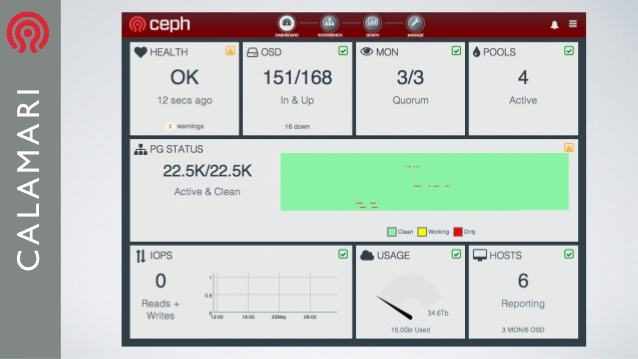 CALAMARI
ceph
DASHBOARD WORKBENCH GRAPH MANAGE
HEALTH
OK
12 secs ago
3 warnings
OSD
151/168
In & Up
16 down
MON
3/3
Quorum
POOLS
4
Active
PG STATUS
22.5K/22.5K
Active & Clean
Clean Working Dirty
IOPS
0
Reads +
Writes
1
0.5
12:00 18:00 23May 06:00
USAGE
34.6Tb
15.0Gb Used
HOSTS
6
Reporting
3 MON/6 OSD